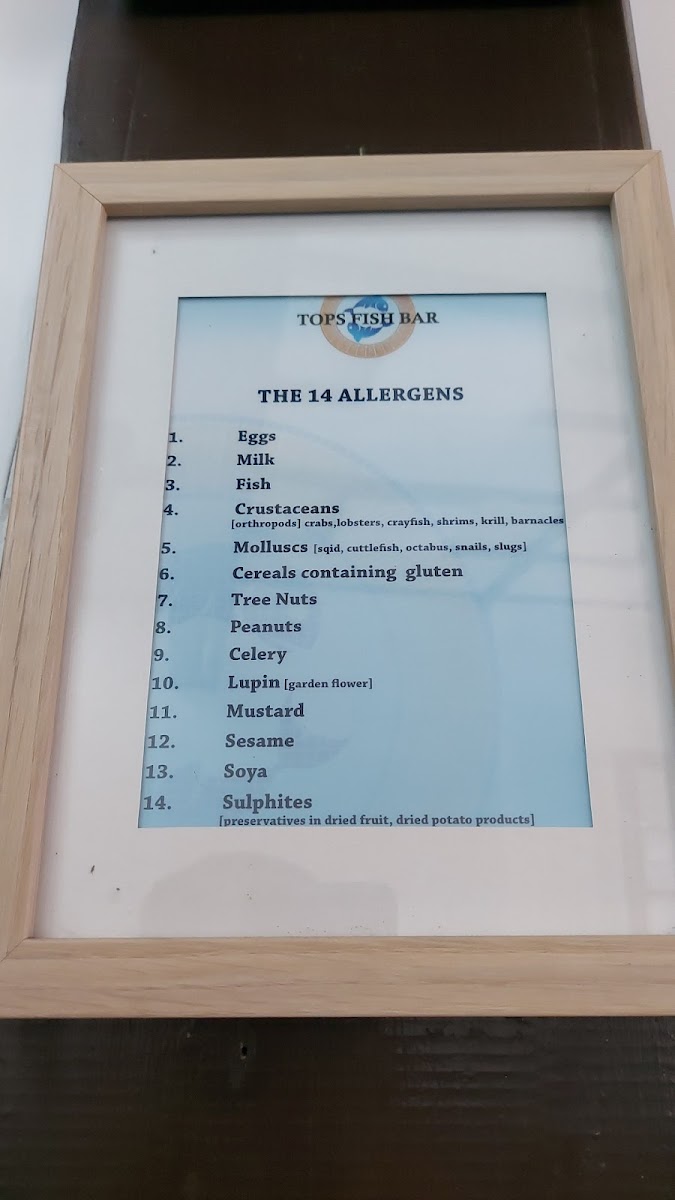 TOPS FISH BAR
THE 14 ALLERGENS
1. Eggs
2. Milk
3. Fish
4. Crustaceans
[orthropods] crabs,lobsters, crayfish, shrims, krill, barnacles
5. Molluscs [sqid, cuttlefish, octabus, snails, slugs]
6. Cereals containing gluten
7. Tree Nuts
8. Peanuts
9. Celery
10. Lupin [garden flower]
11. Mustard
12. Sesame
13. Soya
14. Sulphites
[preservatives in dried fruit, dried potato products]